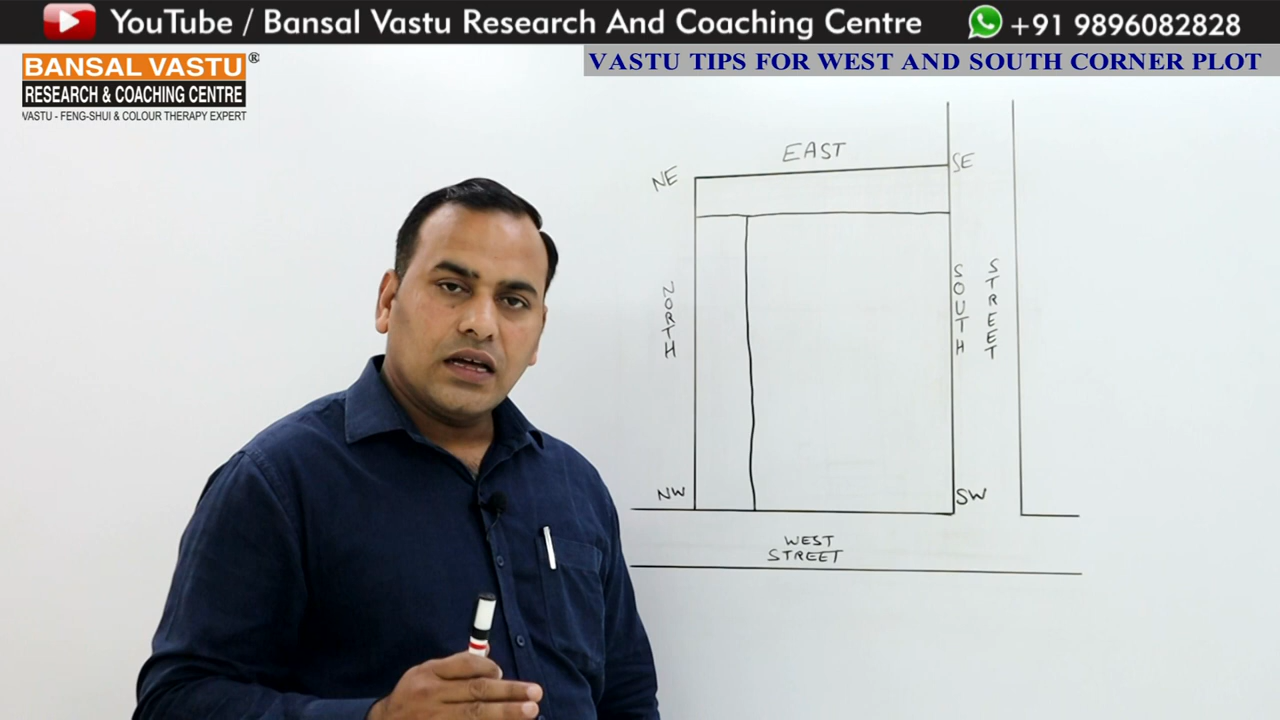 YouTube / Bansal Vastu Research And Coaching Centre
+91 9896082828
BANSAL VASTU®
RESEARCH & COACHING CENTRE
VASTU - FENG-SHUI & COLOUR THERAPY EXPERT
VASTU TIPS FOR WEST AND SOUTH CORNER PLOT
EAST
NE
SE
NORTH
SOUTH
STREET
NW
SW
WEST
STREET